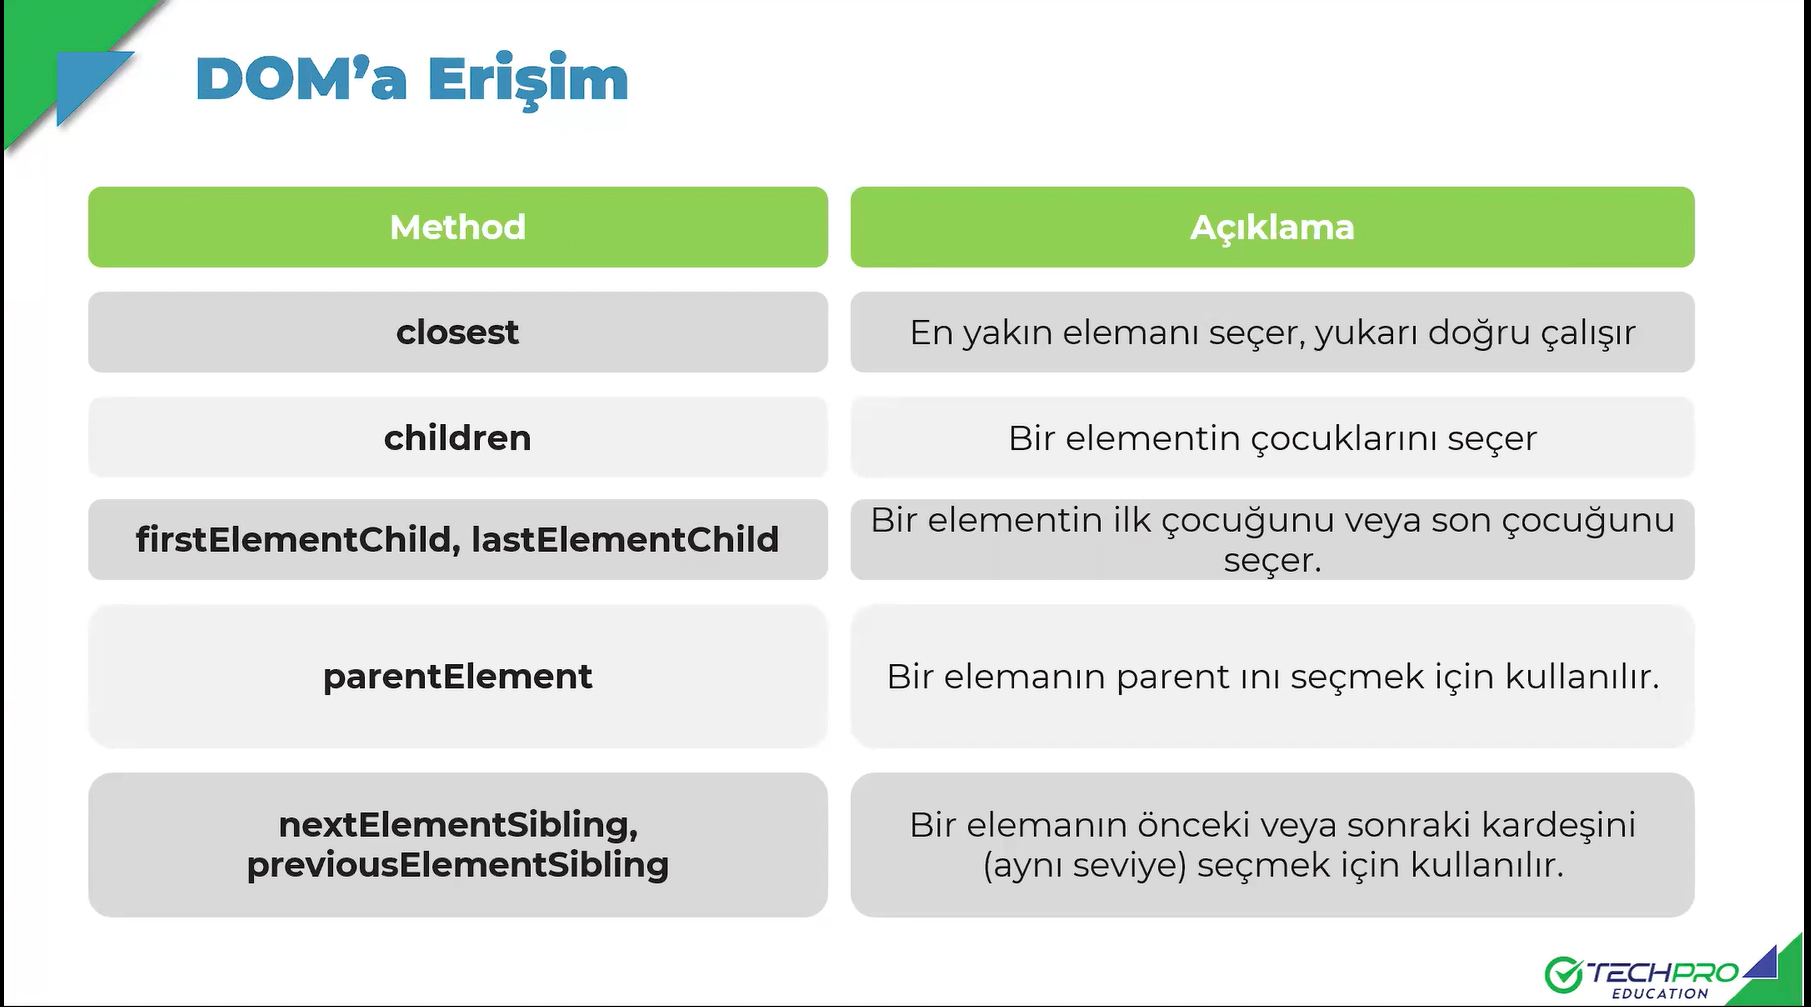 DOM’a Erişim
Method
Açıklama
closest
En yakın elemanı seçer, yukarı doğru çalışır
children
Bir elementin çocuklarını seçer
firstElementChild, lastElementChild
Bir elementin ilk çocuğunu veya son çocuğunu
seçer.
parentElement
Bir elemanın parent ını seçmek için kullanılır.
nextElementSibling,
previousElementSibling
Bir elemanın önceki veya sonraki kardeşini
(aynı seviye) seçmek için kullanılır.
TECHPRO
EDUCATION